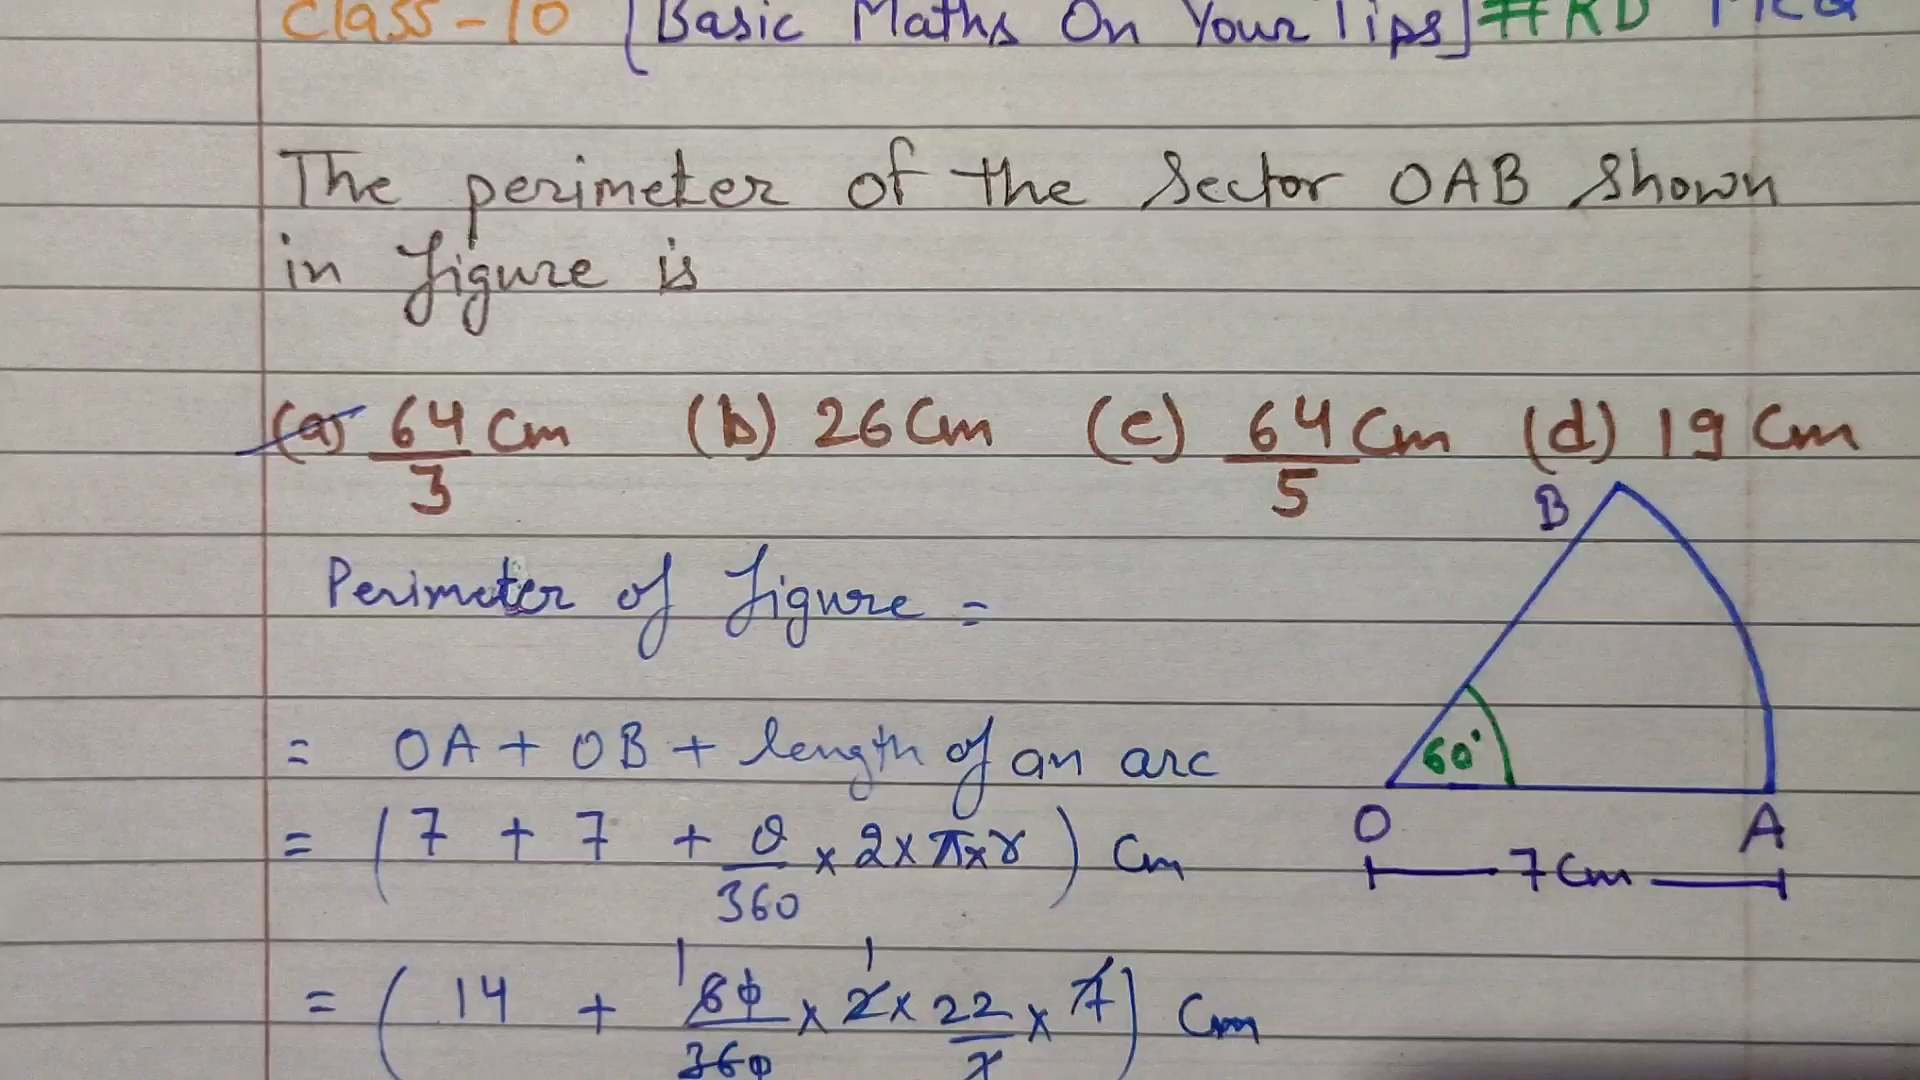 Class-10 [Basic Maths On Your Tips] #RD MCQ
The perimeter of the Sector OAB Shown
in figure is
(a) 64/3 Cm (b) 26 Cm (c) 64/5 Cm (d) 19 Cm
B
Perimeter of figure =
60°
= OA + OB + length of an arc
O A
= (7 + 7 + θ/360 × 2 × π × r) Cm
7 Cm
= (14 + 60/360 × 2 × 22/7 × 7) Cm